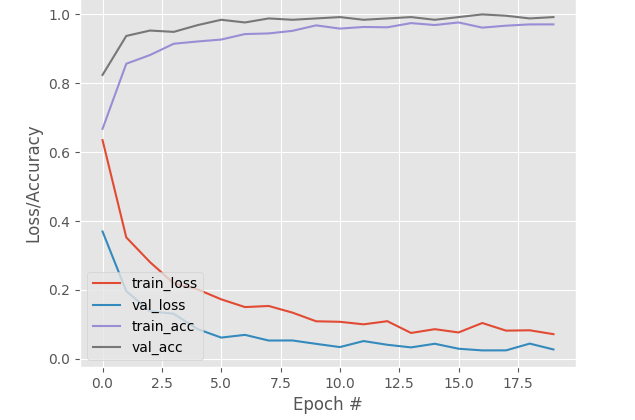 1.0
0.8
0.6
0.4
0.2
0.0
Loss/Accuracy
train_loss
val_loss
train_acc
val_acc
0.0 2.5 5.0 7.5 10.0 12.5 15.0 17.5
Epoch #